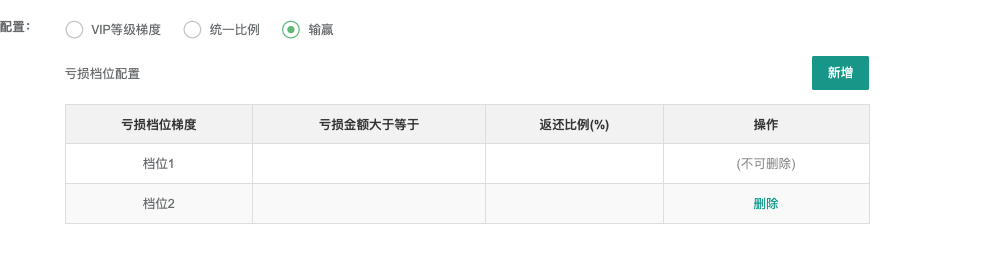 配置： VIP等级梯度 统一比例 输赢
亏损档位配置 新增
亏损档位梯度 亏损金额大于等于 返还比例(%) 操作
档位1 (不可删除)
档位2 删除